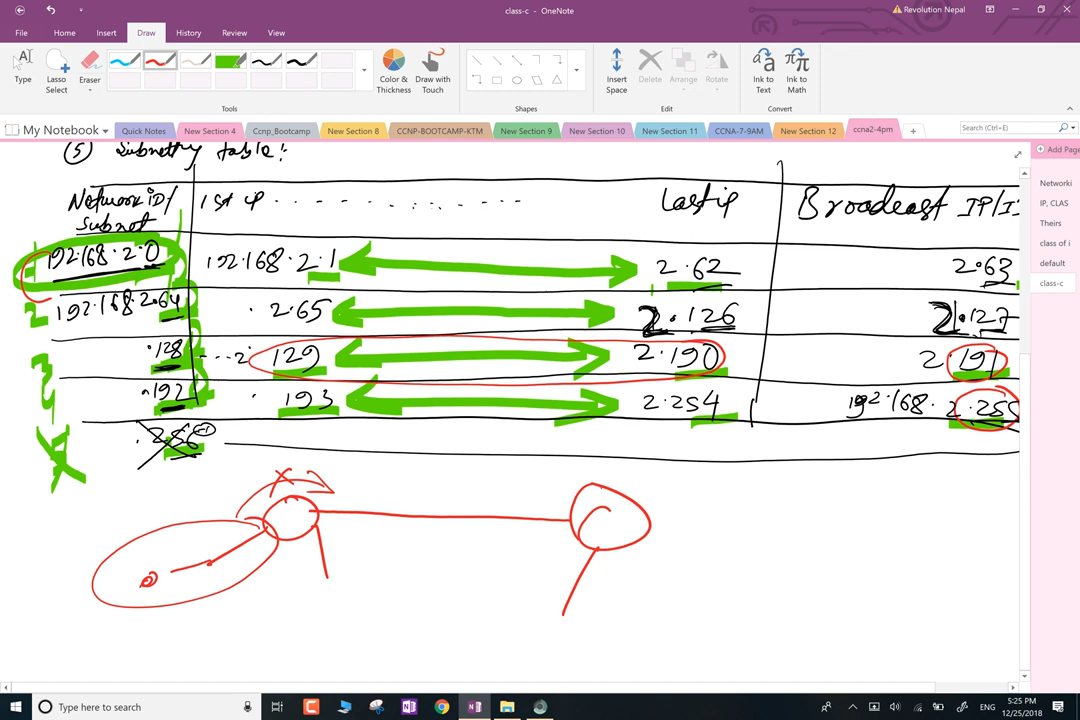 class-c - OneNote
Revolution Nepal
File Home Insert Draw History Review View
Type
Lasso Select
Eraser
Color & Thickness
Draw with Touch
Insert Space
Delete
Arrange
Rotate
Ink to Text
Ink to Math
Tools
Shapes
Edit
Convert
My Notebook Quick Notes New Section 4 Ccnp_Bootcamp New Section 8 CCNP-BOOTCAMP-KTM New Section 9 New Section 10 New Section 11 CCNA-7-9AM New Section 12 ccna2-4pm + Search (Ctrl+E)
Add Page
Networki
IP, CLAS
Theirs
class of i
default
class-c
5 table:
Network ID/ Subnet 1st ip Last ip Broadcast IP/I
192.168.2.0 192.168.2.1 2.62 2.63
192.168.2.64 .2.65 2.126 2.127
.128 2. 129 2.190 2.191
.192 . 193 2.254 192.168.2.255
.256
Type here to search
ENG
5:25 PM
12/25/2018